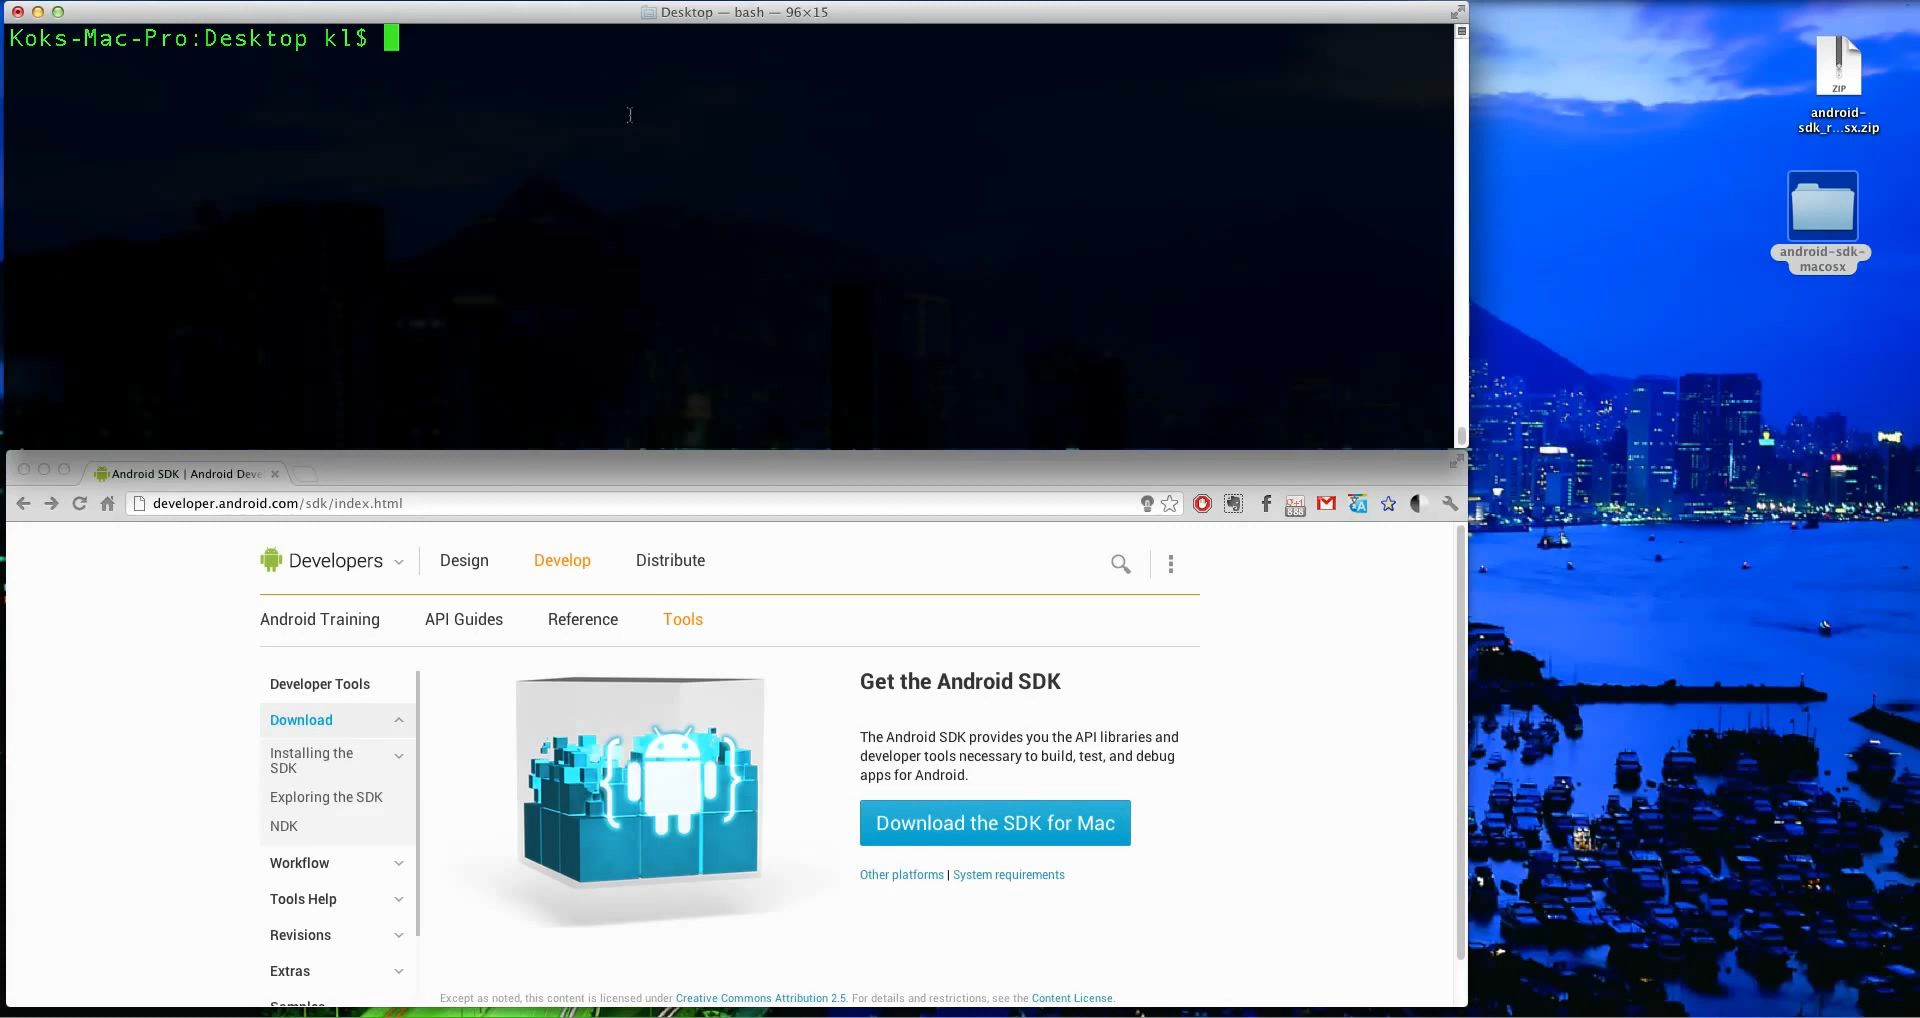 Desktop — bash — 96×15
Koks-Mac-Pro:Desktop kl$
ZIP
android-
sdk_r...sx.zip
android-sdk-
macosx
Android SDK | Android Deve
developer.android.com/sdk/index.html
g+1
888
Developers
Design
Develop
Distribute
Android Training
API Guides
Reference
Tools
Developer Tools
Download
Installing the
SDK
Exploring the SDK
NDK
Workflow
Tools Help
Revisions
Extras
Samples
Get the Android SDK
The Android SDK provides you the API libraries and
developer tools necessary to build, test, and debug
apps for Android.
Download the SDK for Mac
Other platforms | System requirements
Except as noted, this content is licensed under Creative Commons Attribution 2.5. For details and restrictions, see the Content License.